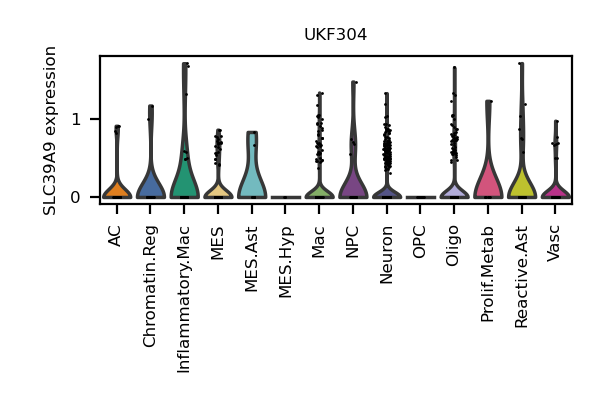 UKF304
SLC39A9 expression
1
0
AC
Chromatin.Reg
Inflammatory.Mac
MES
MES.Ast
MES.Hyp
Mac
NPC
Neuron
OPC
Oligo
Prolif.Metab
Reactive.Ast
Vasc